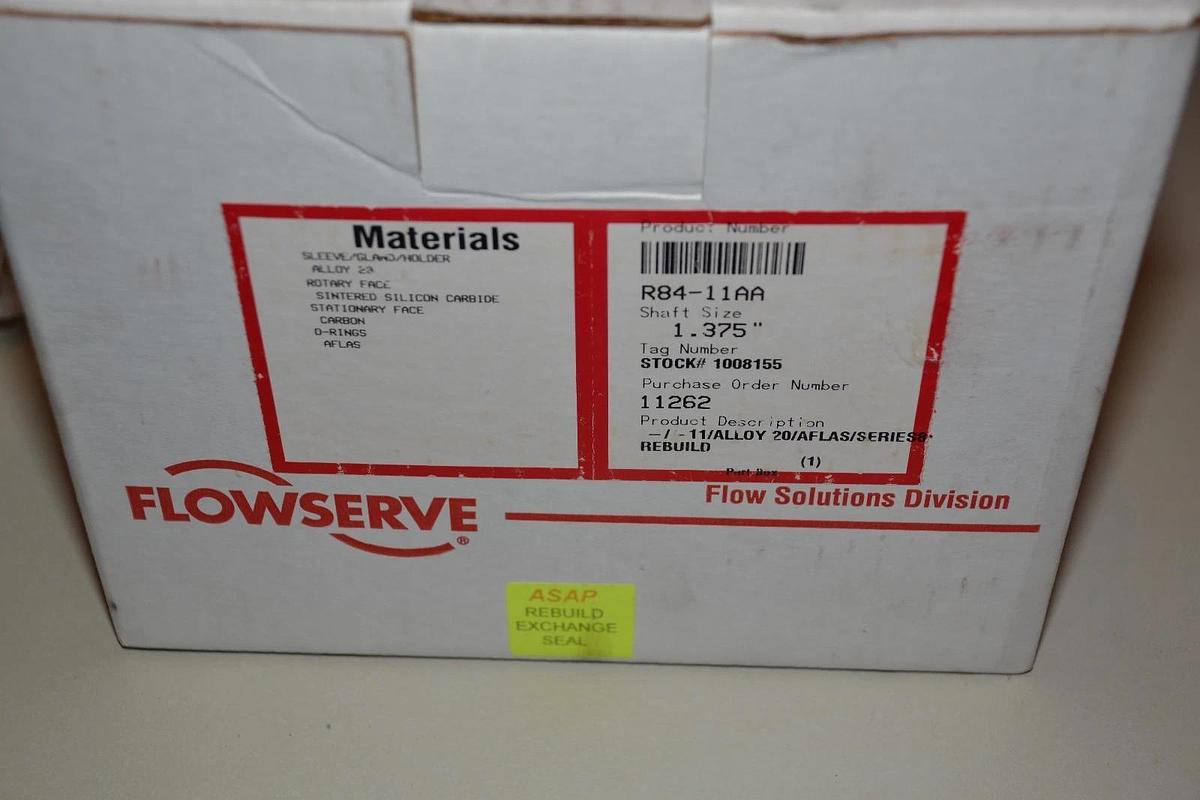 Materials
SLEEVE/GLAND/HOLDER
ALLOY 20
ROTARY FACE
SINTERED SILICON CARBIDE
STATIONARY FACE
CARBON
O-RINGS
AFLAS
Product Number
R84-11AA
Shaft Size
1.375"
Tag Number
STOCK# 1008155
Purchase Order Number
11262
Product Description
-/ -11/ALLOY 20/AFLAS/SERIES8
REBUILD
(1)
Part Box
FLOWSERVE®
Flow Solutions Division
ASAP
REBUILD
EXCHANGE
SEAL